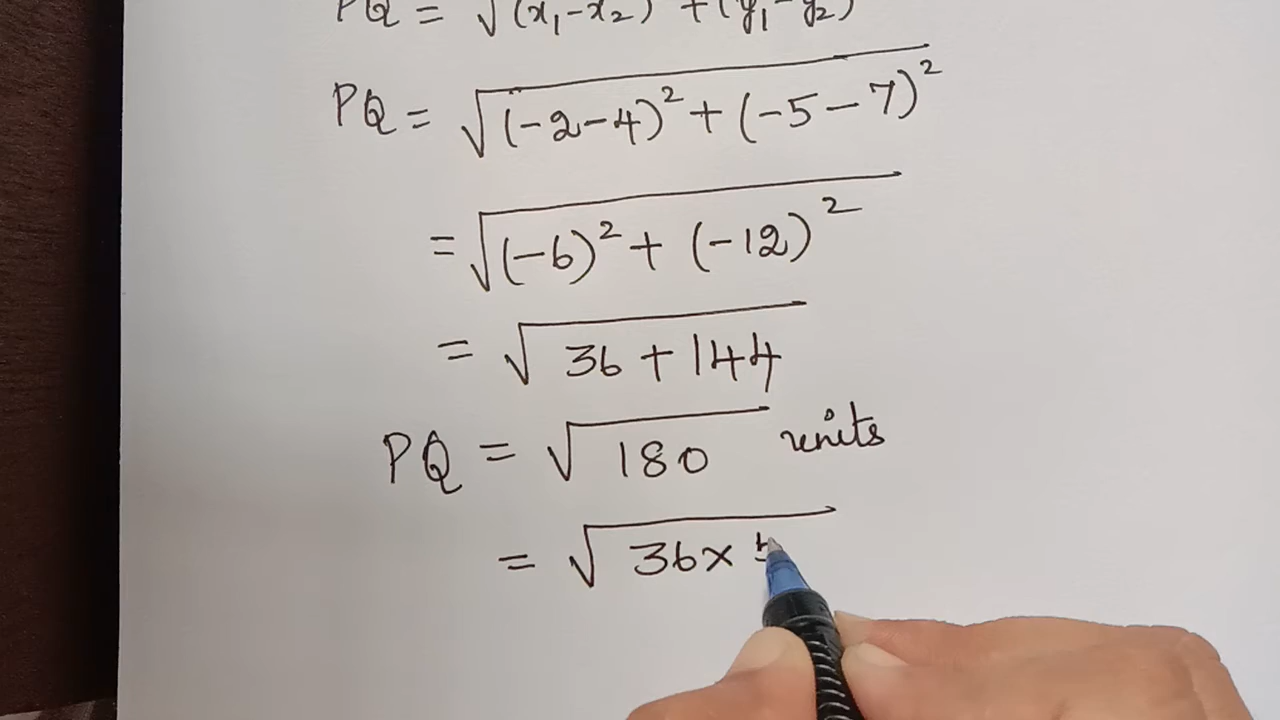 PQ = √(x₁-x₂)² + (y₁-y₂)²
PQ = √(-2-4)² + (-5-7)²
= √(-6)² + (-12)²
= √36+144
PQ = √180 units
= √36×